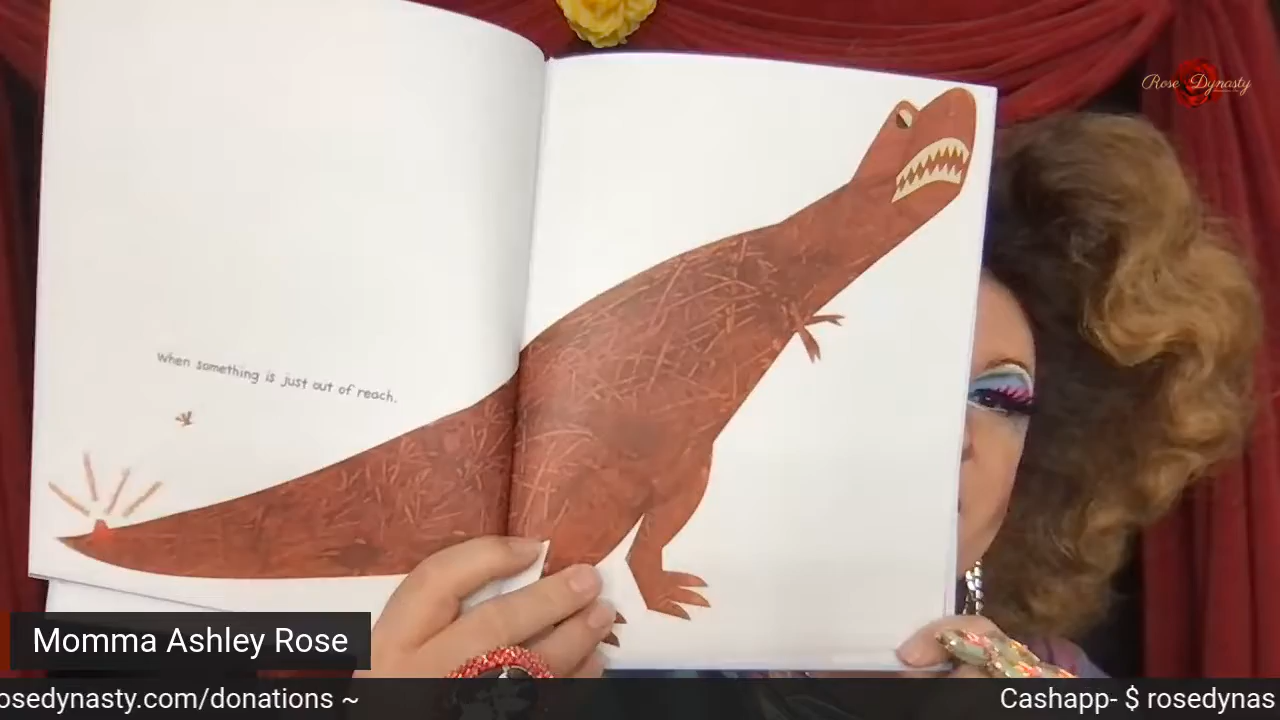 Rose Dynasty
When something is just out of reach.
Momma Ashley Rose
osedynasty.com/donations ~
Cashapp- $ rosedynas